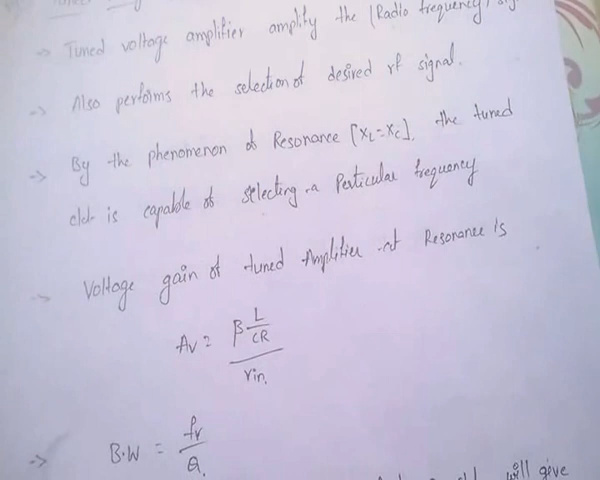 -> Tuned voltage amplifier amplify the (Radio frequency)
-> Also performs the selection of desired rf signal.
-> By the phenomenon of Resonance [XL=XC]. the tuned
ckt is capable of selecting a Perticular frequency
-> Voltage gain of tuned Amplifier at Resonance is
Av = β L/CR / rin.
-> B.W = fr/Q.
will give